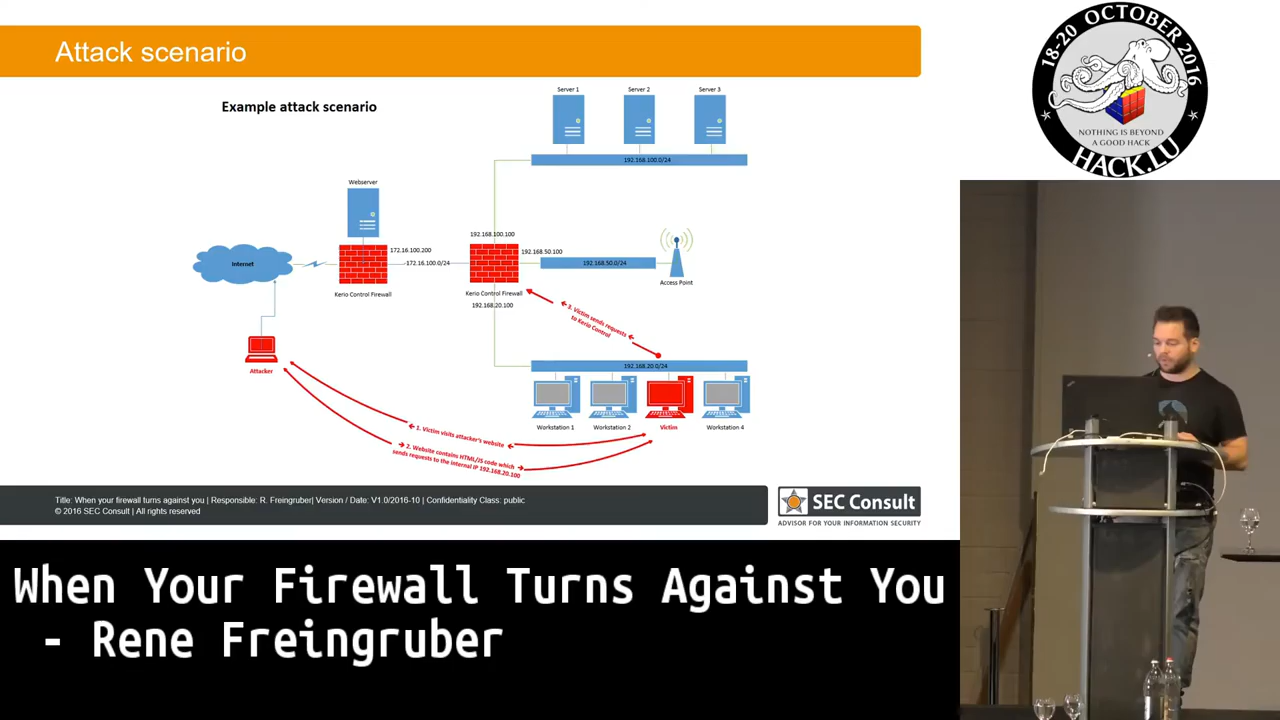 Attack scenario
Example attack scenario
Server 1
Server 2
Server 3
192.168.100.0/24
Webserver
192.168.100.100
172.16.100.200
192.168.50.100
Internet
172.16.100.0/24
192.168.50.0/24
Access Point
Kerio Control Firewall
Kerio Control Firewall
192.168.20.100
3. Victim sends requests
to Kerio Control
Attacker
192.168.20.0/24
Workstation 1
Workstation 2
Victim
Workstation 4
1. Victim visits attacker's website
2. Website contains HTML/JS code which
sends requests to the internal IP 192.168.20.100
Title: When your firewall turns against you | Responsible: R. Freingruber| Version / Date: V1.0/2016-10 | Confidentiality Class: public
© 2016 SEC Consult | All rights reserved
SEC Consult
ADVISOR FOR YOUR INFORMATION SECURITY
18-20 OCTOBER 2016
NOTHING IS BEYOND
A GOOD HACK
HACK.LU
When Your Firewall Turns Against You
- Rene Freingruber